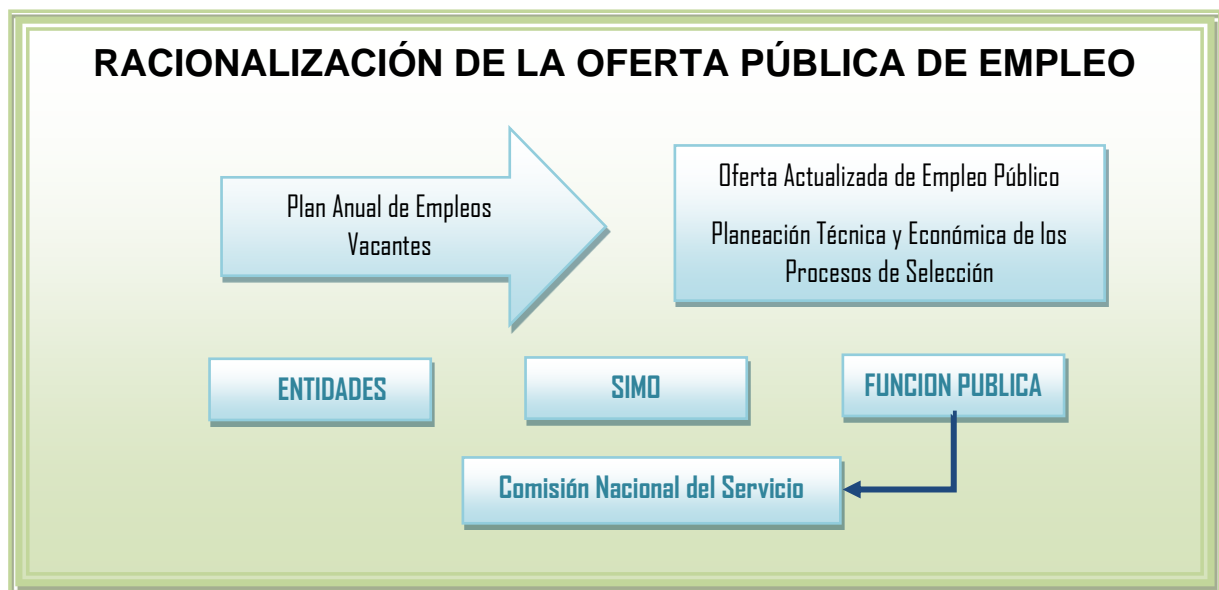 RACIONALIZACIÓN DE LA OFERTA PÚBLICA DE EMPLEO
Plan Anual de Empleos
Vacantes
Oferta Actualizada de Empleo Público
Planeación Técnica y Económica de los
Procesos de Selección
ENTIDADES
SIMO
FUNCION PUBLICA
Comisión Nacional del Servicio